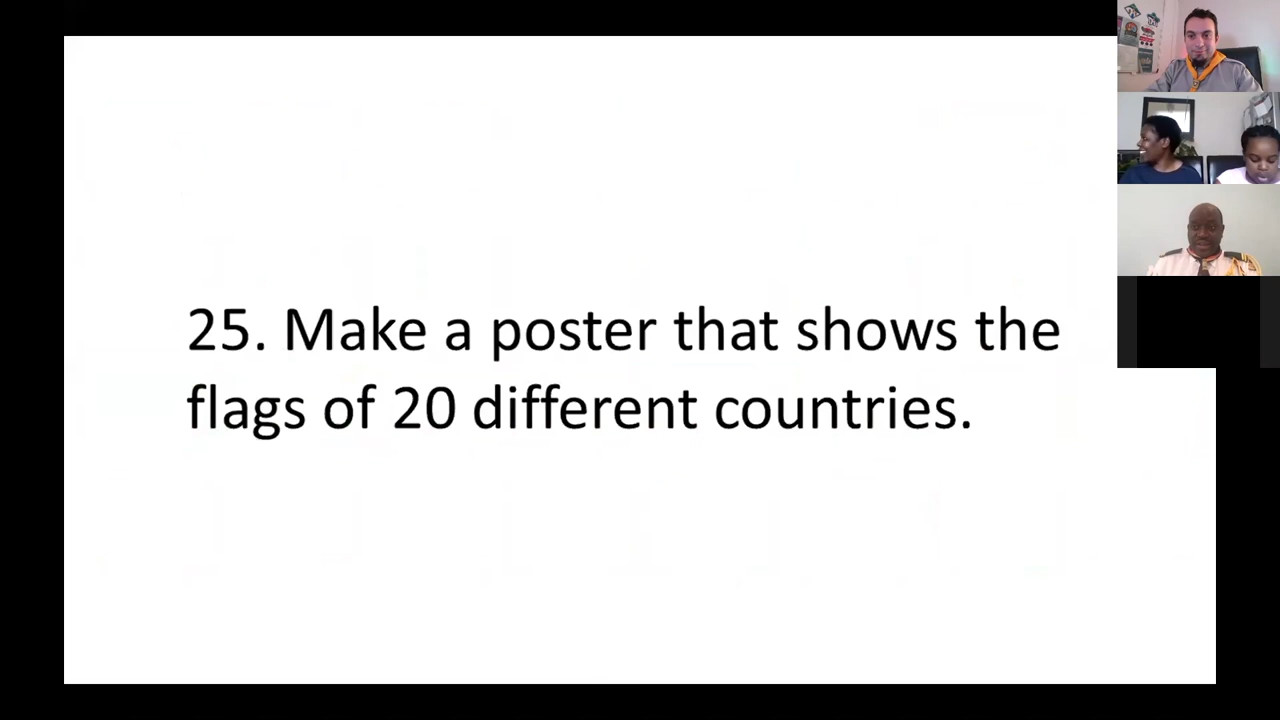 25. Make a poster that shows the
flags of 20 different countries.